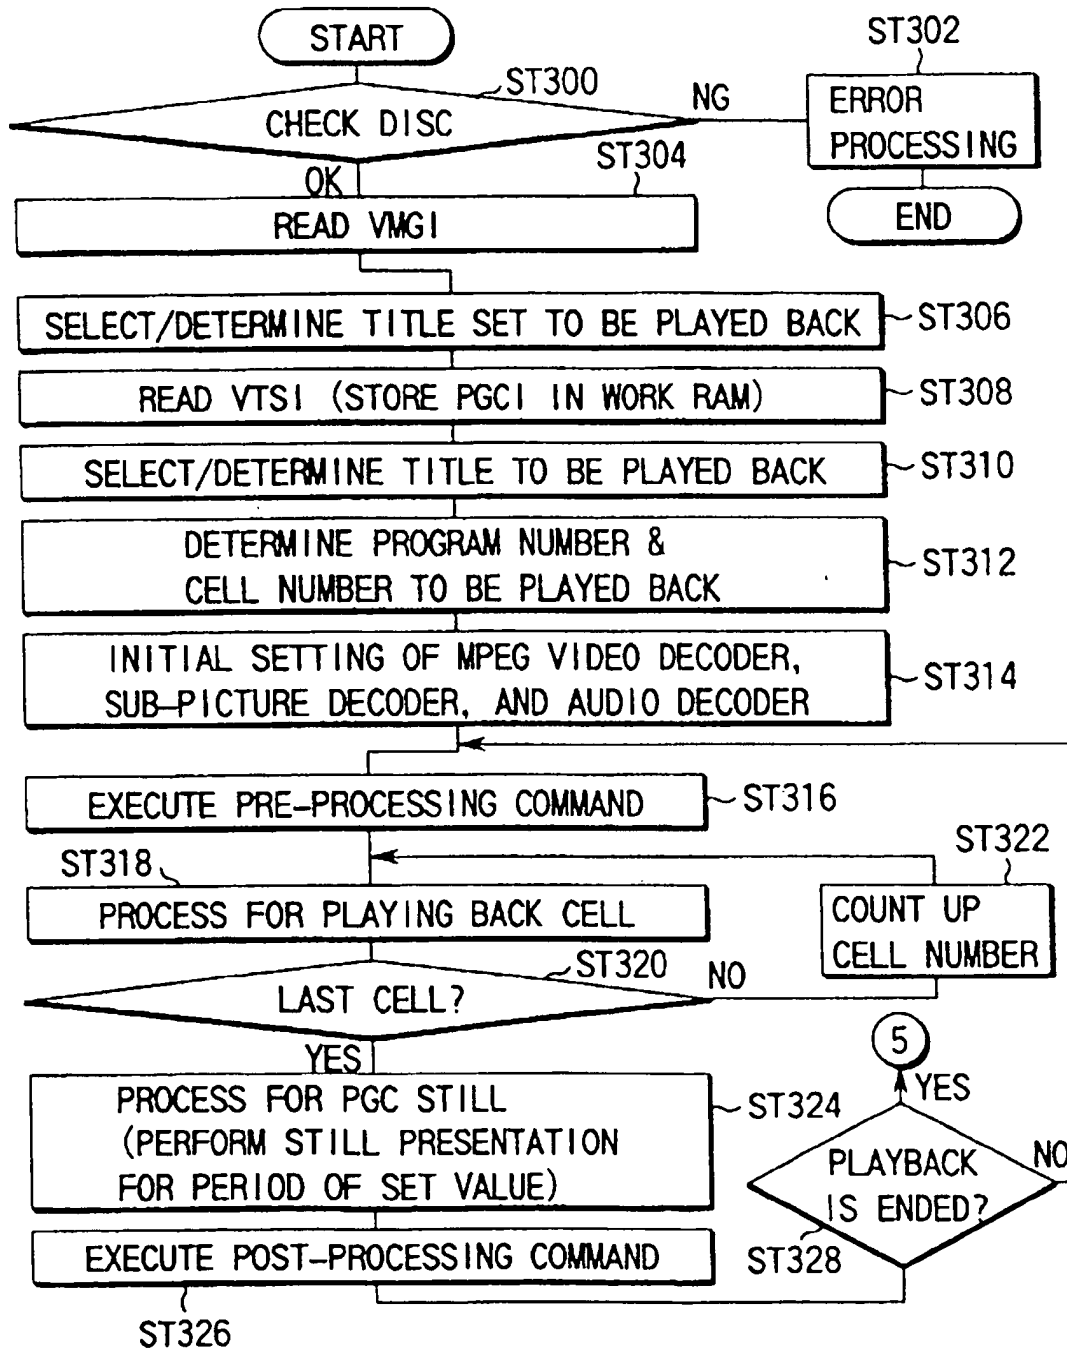 START
ST300
CHECK DISC
NG
ST302
ERROR
PROCESSING
END
OK
ST304
READ VMGI
SELECT/DETERMINE TITLE SET TO BE PLAYED BACK
ST306
READ VTSI (STORE PGCI IN WORK RAM)
ST308
SELECT/DETERMINE TITLE TO BE PLAYED BACK
ST310
DETERMINE PROGRAM NUMBER &
CELL NUMBER TO BE PLAYED BACK
ST312
INITIAL SETTING OF MPEG VIDEO DECODER,
SUB-PICTURE DECODER, AND AUDIO DECODER
ST314
EXECUTE PRE-PROCESSING COMMAND
ST316
ST318
PROCESS FOR PLAYING BACK CELL
ST322
COUNT UP
CELL NUMBER
ST320
LAST CELL?
NO
YES
PROCESS FOR PGC STILL
(PERFORM STILL PRESENTATION
FOR PERIOD OF SET VALUE)
ST324
5
YES
PLAYBACK
IS ENDED?
NO
ST328
EXECUTE POST-PROCESSING COMMAND
ST326